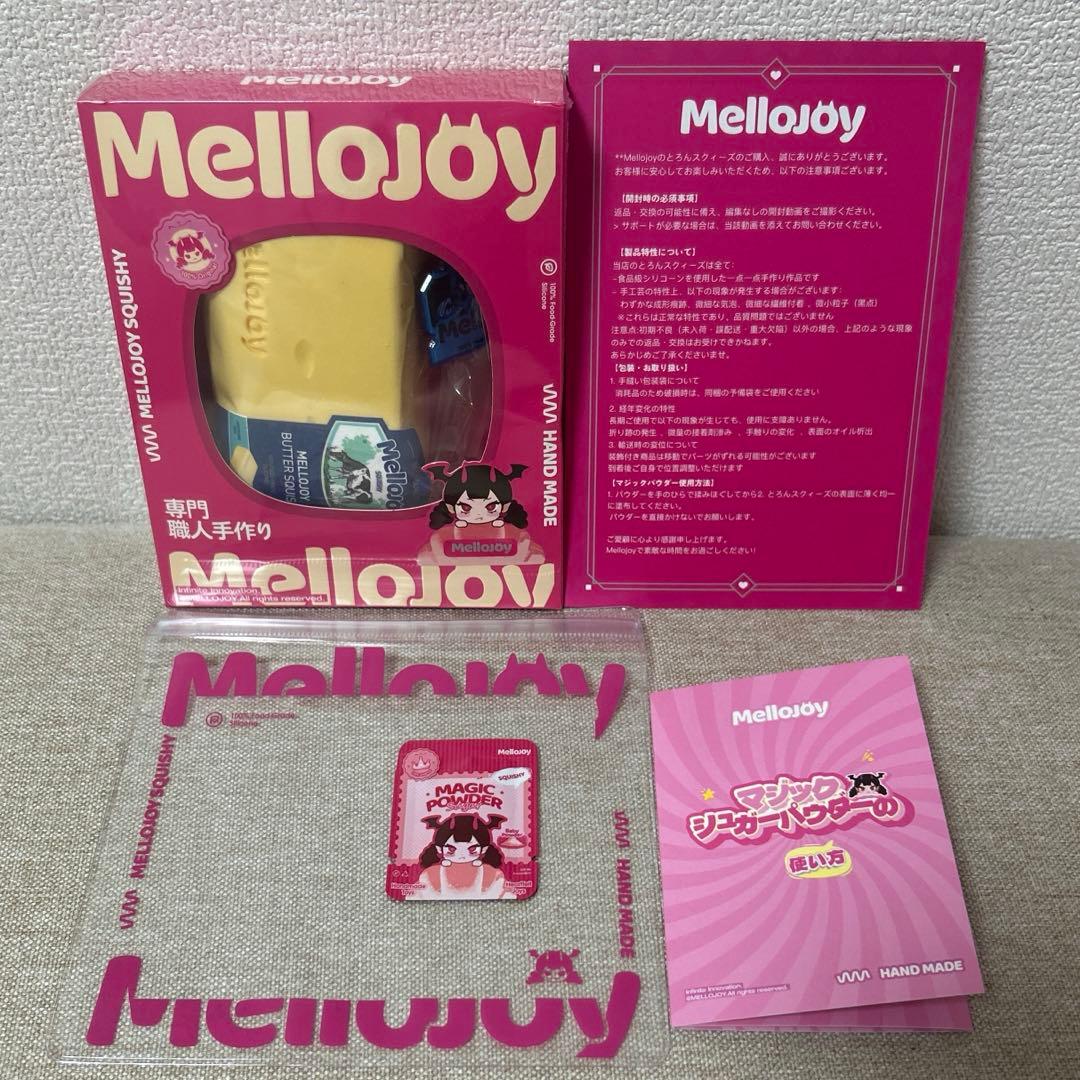 Mellojoy
Mellojoy
100% Original
MELLOJOY SQUISHY
100% Food-Grade
Silicone
HAND MADE
ellojoy
MELLOJOY
BUTTER SQUIS
Mellojoy
専門
職人手作り
Mellojoy
Mellojoy
Infinite Innovation.
@MELLOJOY.All rights reserved.
Mellojoy
**Mellojoyのとろんスクィーズのご購入、誠にありがとうございます。
お客様に安心してお楽しみいただくため、以下の注意事項ございます。
【開封時の必須事項】
返品・交換の可能性に備え、編集なしの開封動画をご撮影ください。
> サポートが必要な場合は、当該動画を添えてお問い合わせください。
【製品特性について】
当店のとろんスクィーズは全て:
–食品級シリコーンを使用した一点一点手作り作品です
– 手工芸の特性上、以下の現象が発生する場合がございます:
わずかな成形痕跡、微細な気泡、微細な繊維付着 、微小粒子（黒点）
※これらは正常な特性であり、品質問題ではございません
注意点:初期不良（未入荷・誤配送・重大欠陥）以外の場合、上記のような現象
のみでの返品・交換はお受けできかねます。
あらかじめご了承くださいませ。
【包装・お取り扱い】
1. 手縫い包装袋について
消耗品のため破損時は、同梱の予備袋をご使用ください
2. 経年変化の特性
長期ご使用で以下の現象が生じても、使用に支障ありません。
折り跡の発生 、微量の接着剤滲み 、手触りの変化 、表面のオイル析出
3. 輸送時の変位について
装飾付き商品は移動でパーツがずれる可能性がございます
到着後ご自身で位置調整いただけます
【マジックパウダー使用方法】
1. パウダーを手のひらで揉みほぐしてから2. とろんスクィーズの表面に薄く均一
に塗布してください。
パウダーを直接かけないでお願いします。
ご愛顧に心より感謝申し上げます。
Mellojoyで素敵な時間をお過ごしください!
Mellojoy
100% Food-Grade
Silicone
MELLOJOY SQUISHY
HAND MADE
Mellojoy
Mellojoy
SQUISHY
MAGIC
POWDER
Baby
Powder
Handmade
Toys
Heartfelt
Joys
Mellojoy
マジック
シュガーパウダーの
使い方
HAND MADE
Infinite Innovation.
@MELLOJOY.All rights reserved.